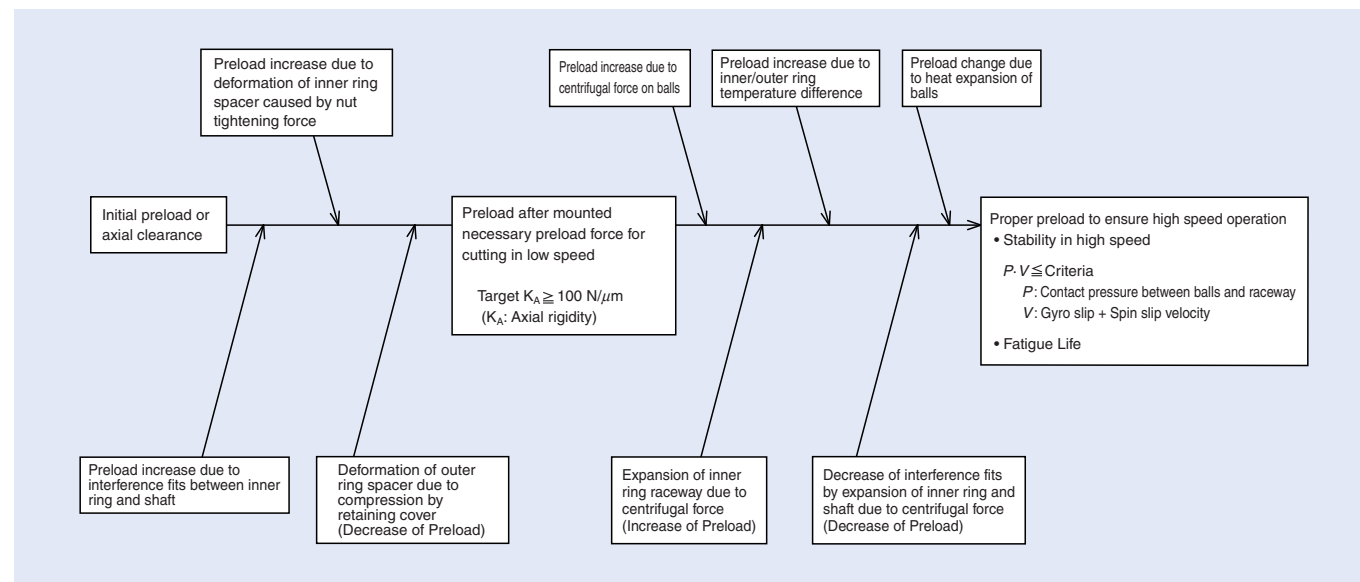 Preload increase due to
deformation of inner ring
spacer caused by nut
tightening force
Preload increase due to
centrifugal force on balls
Preload increase due to
inner/outer ring
temperature difference
Preload change due
to heat expansion of
balls
Initial preload or
axial clearance
Preload after mounted
necessary preload force for
cutting in low speed
Target KA ≧ 100 N/μm
(KA: Axial rigidity)
Proper preload to ensure high speed operation
• Stability in high speed
P·V≦Criteria
P: Contact pressure between balls and raceway
V: Gyro slip + Spin slip velocity
• Fatigue Life
Preload increase due to
interference fits between inner
ring and shaft
Deformation of outer
ring spacer due to
compression by
retaining cover
(Decrease of Preload)
Expansion of inner
ring raceway due to
centrifugal force
(Increase of Preload)
Decrease of interference fits
by expansion of inner ring and
shaft due to centrifugal force
(Decrease of Preload)